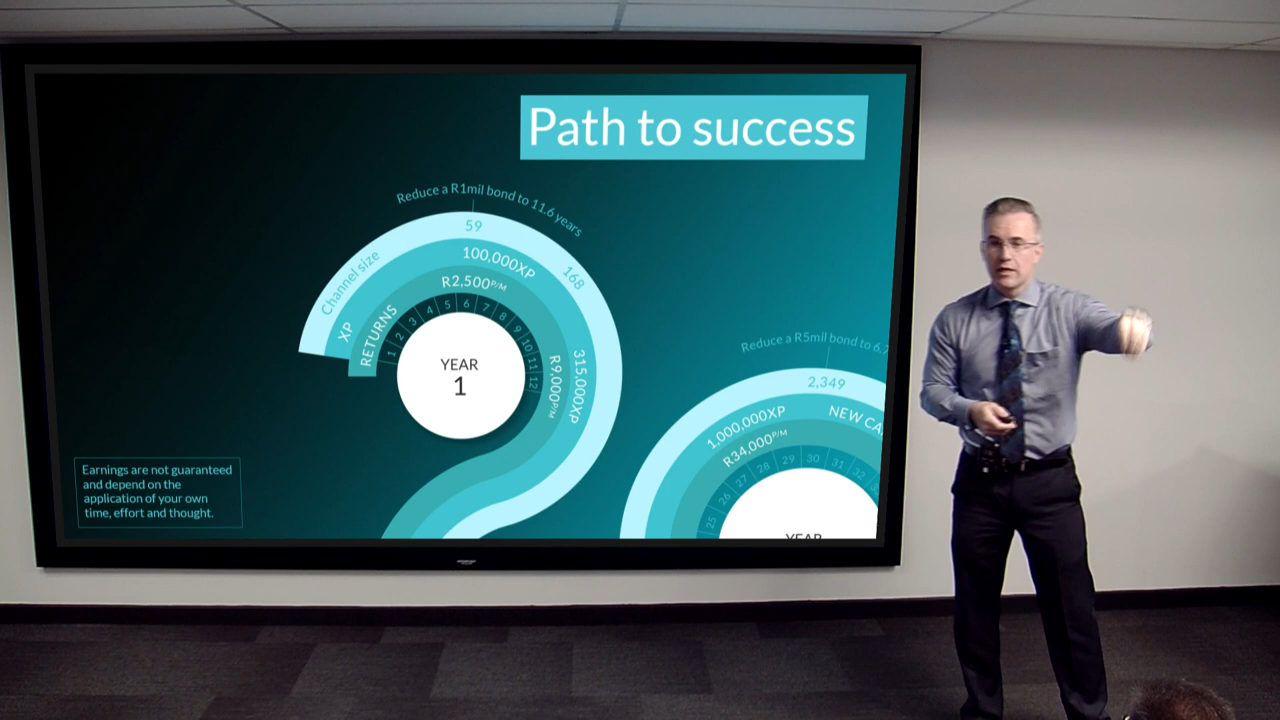 Path to success
Reduce a R1mil bond to 11.6 years
Channel size
59
168
XP
100,000XP
315,000XP
RETURNS
R2,500P/M
R9,000P/M
1 2 3 4 5 6 7 8 9 10 11 12
YEAR
1
Reduce a R5mil bond to 6.7
2,349
1,000,000XP
NEW CA
R34,000P/M
25 26 27 28 29 30 31 32
YEAR
Earnings are not guaranteed
and depend on the
application of your own
time, effort and thought.